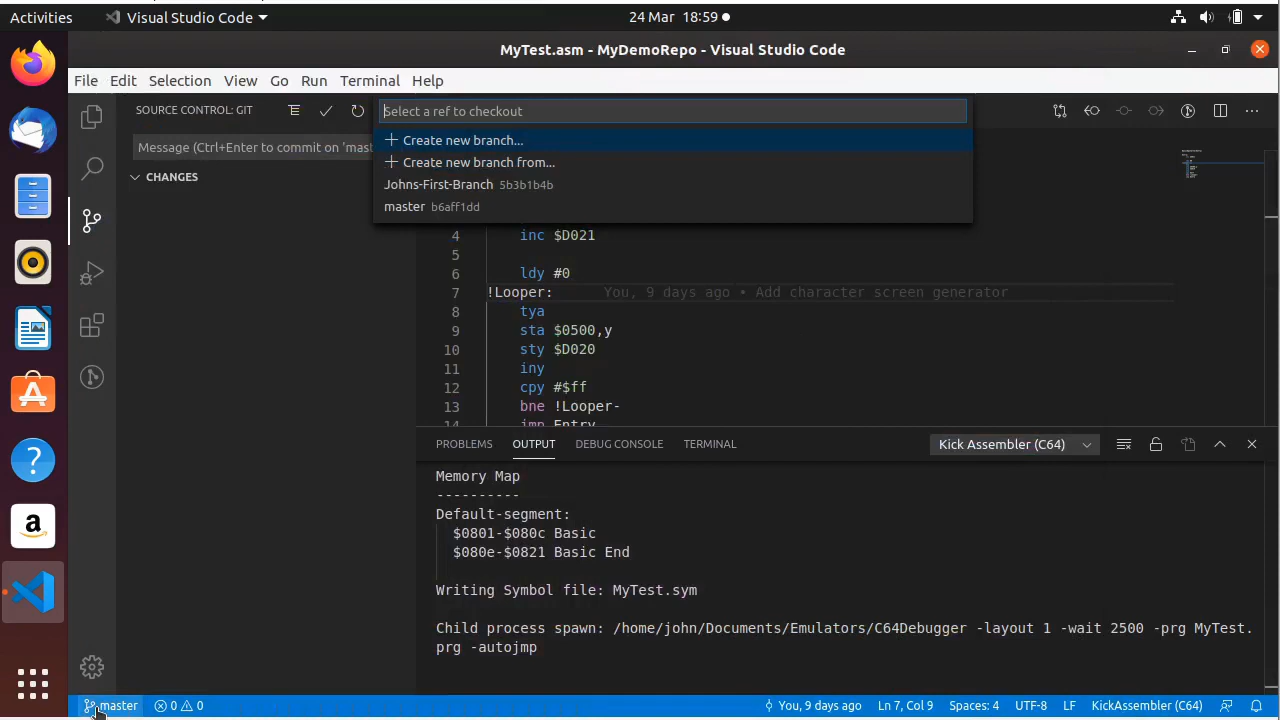 Activities
Visual Studio Code
24 Mar 18:59
MyTest.asm - MyDemoRepo - Visual Studio Code
File Edit Selection View Go Run Terminal Help
SOURCE CONTROL: GIT
Select a ref to checkout
Message (Ctrl+Enter to commit on 'mast
Create new branch...
Create new branch from...
CHANGES
Johns-First-Branch 5b3b1b4b
master b6aff1dd
4 inc $D021
5
6 ldy #0
7 !Looper: You, 9 days ago • Add character screen generator
8 tya
9 sta $0500,y
10 sty $D020
11 iny
12 cpy #$ff
13 bne !Looper-
14 jmp Entry
PROBLEMS OUTPUT DEBUG CONSOLE TERMINAL
Kick Assembler (C64)
Memory Map
----------
Default-segment:
$0801-$080c Basic
$080e-$0821 Basic End
Writing Symbol file: MyTest.sym
Child process spawn: /home/john/Documents/Emulators/C64Debugger -layout 1 -wait 2500 -prg MyTest.
prg -autojmp
master 0 0
You, 9 days ago Ln 7, Col 9 Spaces: 4 UTF-8 LF KickAssembler (C64)